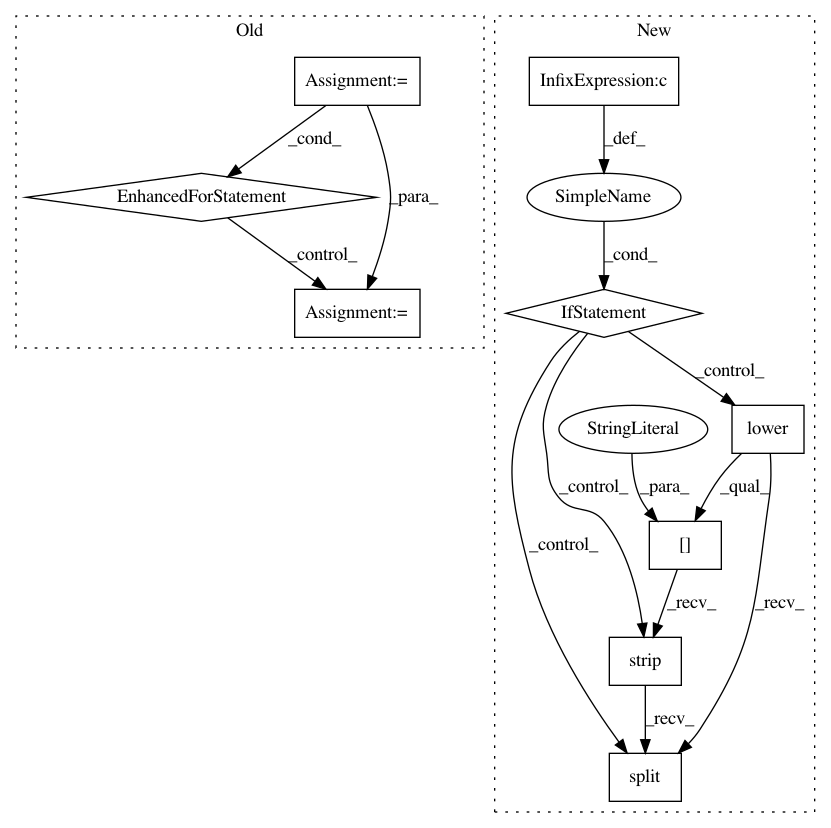 Old
New
Assignment:=
InfixExpression:c
_cond_
_def_
EnhancedForStatement
_para_
SimpleName
_control_
_cond_
Assignment:=
IfStatement
_control_
StringLiteral
lower
_control_
_para_
_qual_
_control_
[]
_recv_
_recv_
strip
_recv_
split